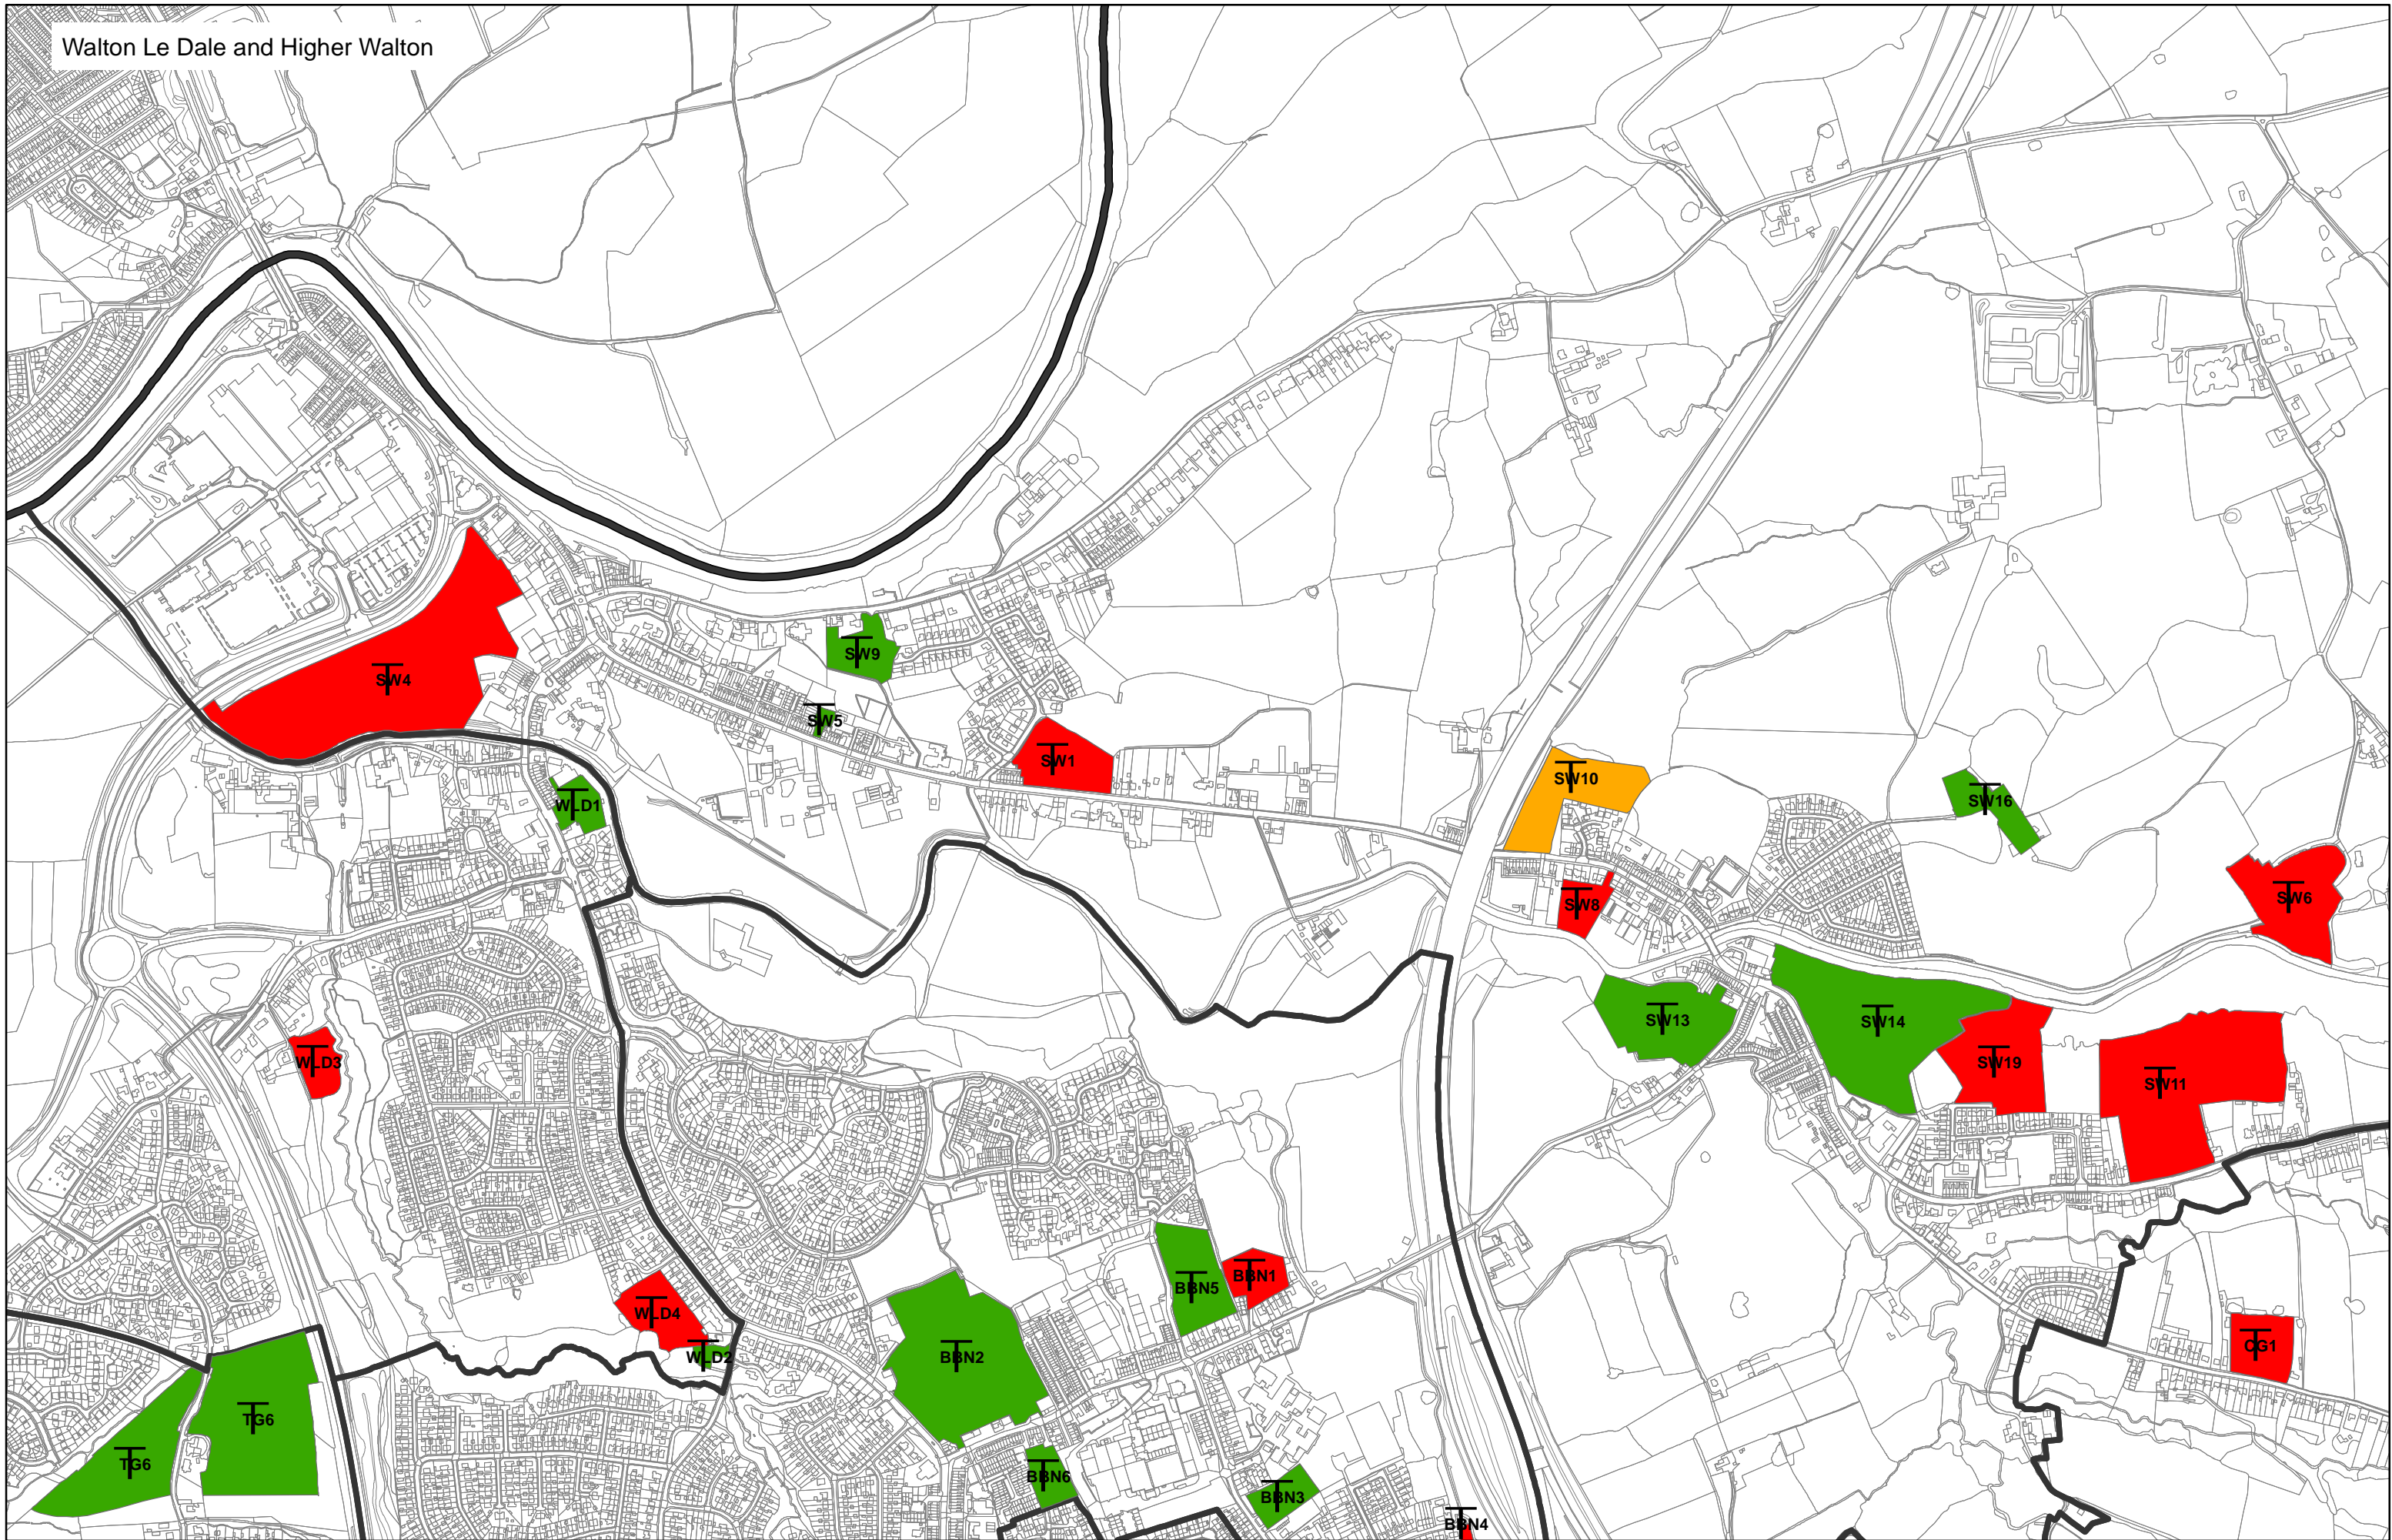 Walton Le Dale and Higher Walton
SW9
SW4
SW5
SW1
SW10
WLD1
SW16
SW6
SW8
SW13
SW14
WLD3
SW19
SW11
BBN1
BBN5
WLD4
CG1
WLD2
BBN2
TG6
TG6
BBN6
BBN3
BBN4